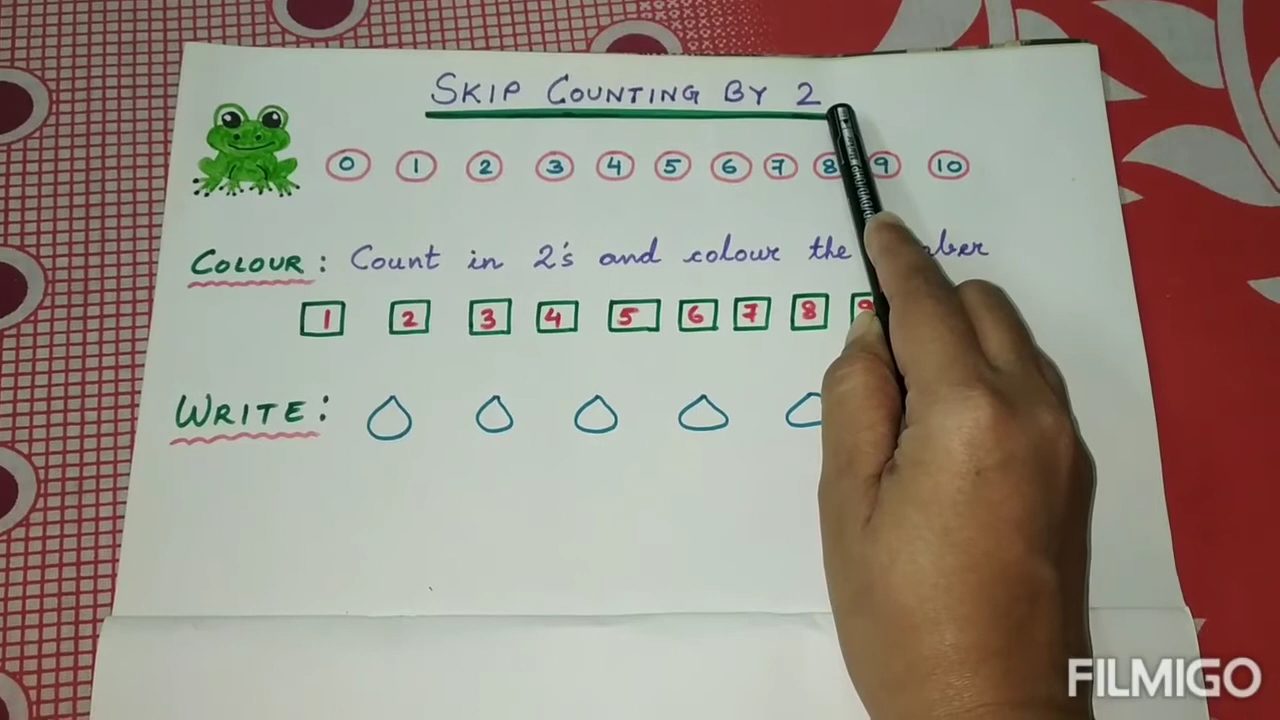 SKIP COUNTING BY 2
0 1 2 3 4 5 6 7 8 9 10
COLOUR: Count in 2's and colour the
1 2 3 4 5 6 7 8 9
WRITE:
FILMIGO